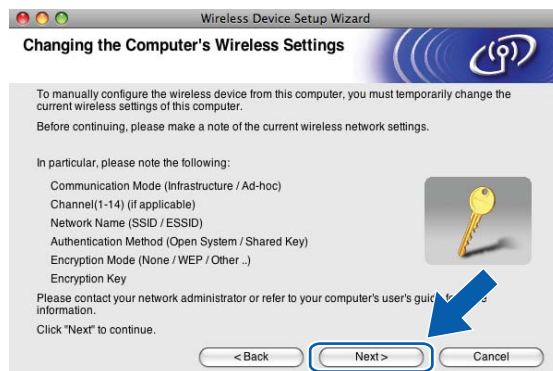 Wireless Device Setup Wizard
Changing the Computer's Wireless Settings
To manually configure the wireless device from this computer, you must temporarily change the
current wireless settings of this computer.
Before continuing, please make a note of the current wireless network settings.
In particular, please note the following:
Communication Mode (Infrastructure / Ad-hoc)
Channel(1-14) (if applicable)
Network Name (SSID / ESSID)
Authentication Method (Open System / Shared Key)
Encryption Mode (None / WEP / Other ..)
Encryption Key
Please contact your network administrator or refer to your computer's user's
information.
Click "Next" to continue.
< Back Next > Cancel